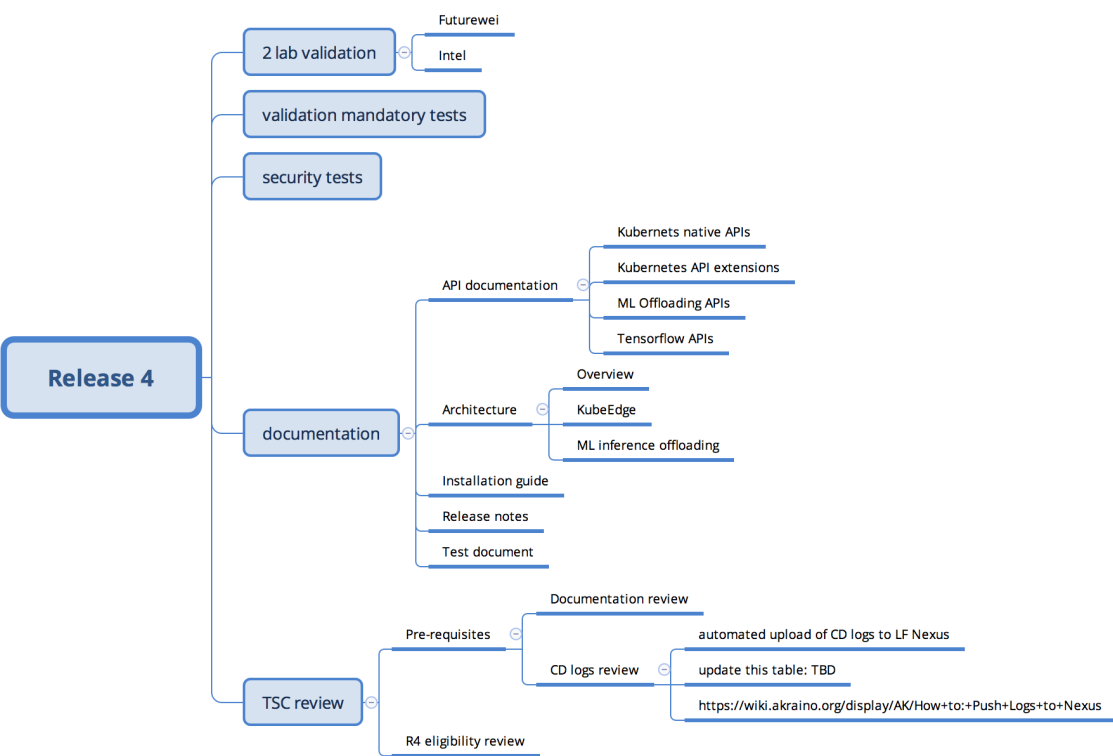 Release 4
2 lab validation
Futurewei
Intel
validation mandatory tests
security tests
documentation
API documentation
Kubernets native APIs
Kubernetes API extensions
ML Offloading APIs
Tensorflow APIs
Architecture
Overview
KubeEdge
ML inference offloading
Installation guide
Release notes
Test document
TSC review
Pre-requisites
Documentation review
CD logs review
automated upload of CD logs to LF Nexus
update this table: TBD
https://wiki.akraino.org/display/AK/How+to:+Push+Logs+to+Nexus
R4 eligibility review